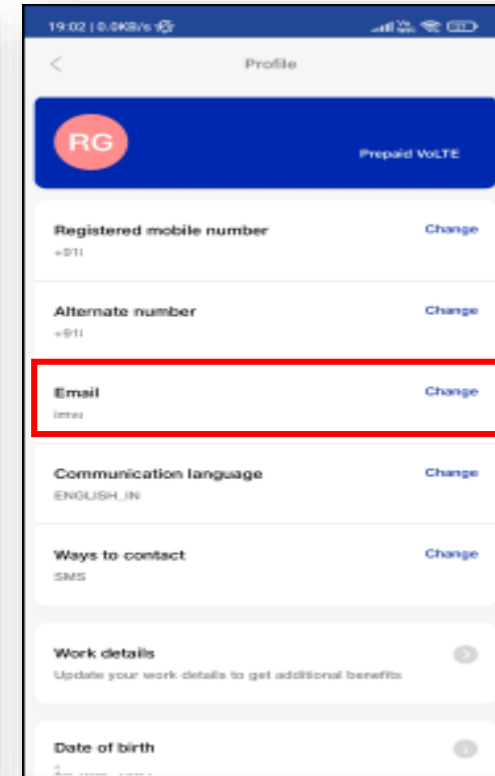 19:02 | 0.0KB/s
Profile
RG
Prepaid VoLTE
Registered mobile number
Change
+91
Alternate number
Change
+91
Email
Change
Communication language
Change
ENGLISH_IN
Ways to contact
Change
SMS
Work details
Update your work details to get additional benefits
Date of birth